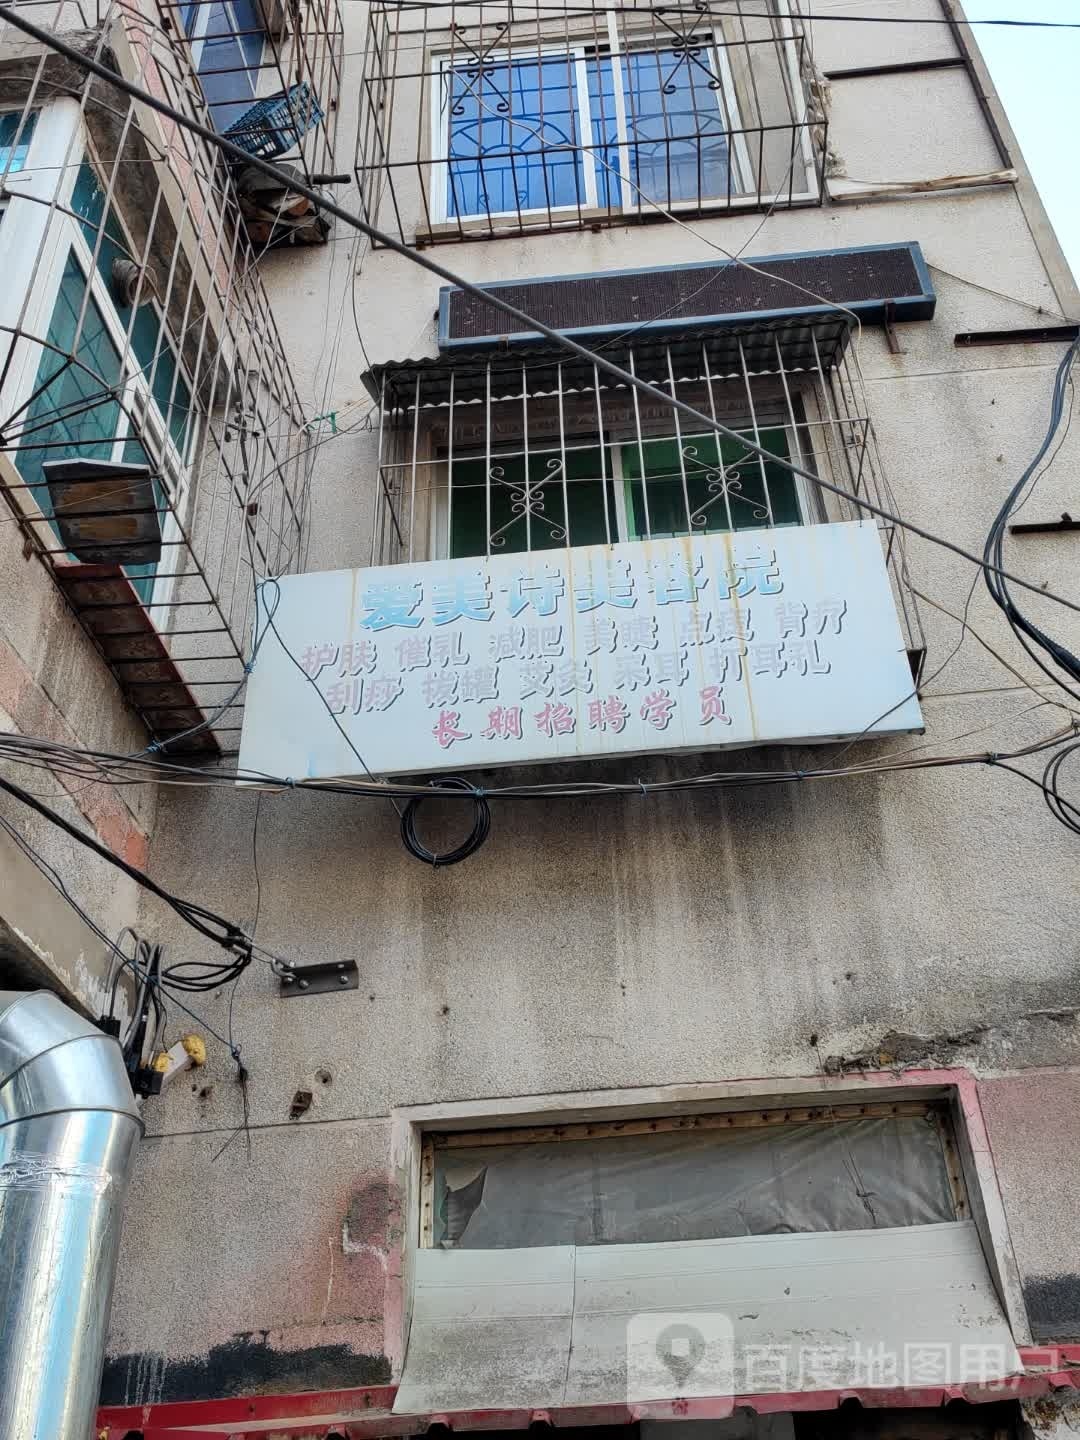 爱美诗美容院
护肤 催乳 减肥 美睫 点痣 背疗
刮痧 拔罐 艾灸 采耳 打耳孔
长期招聘学员
百度地图用户